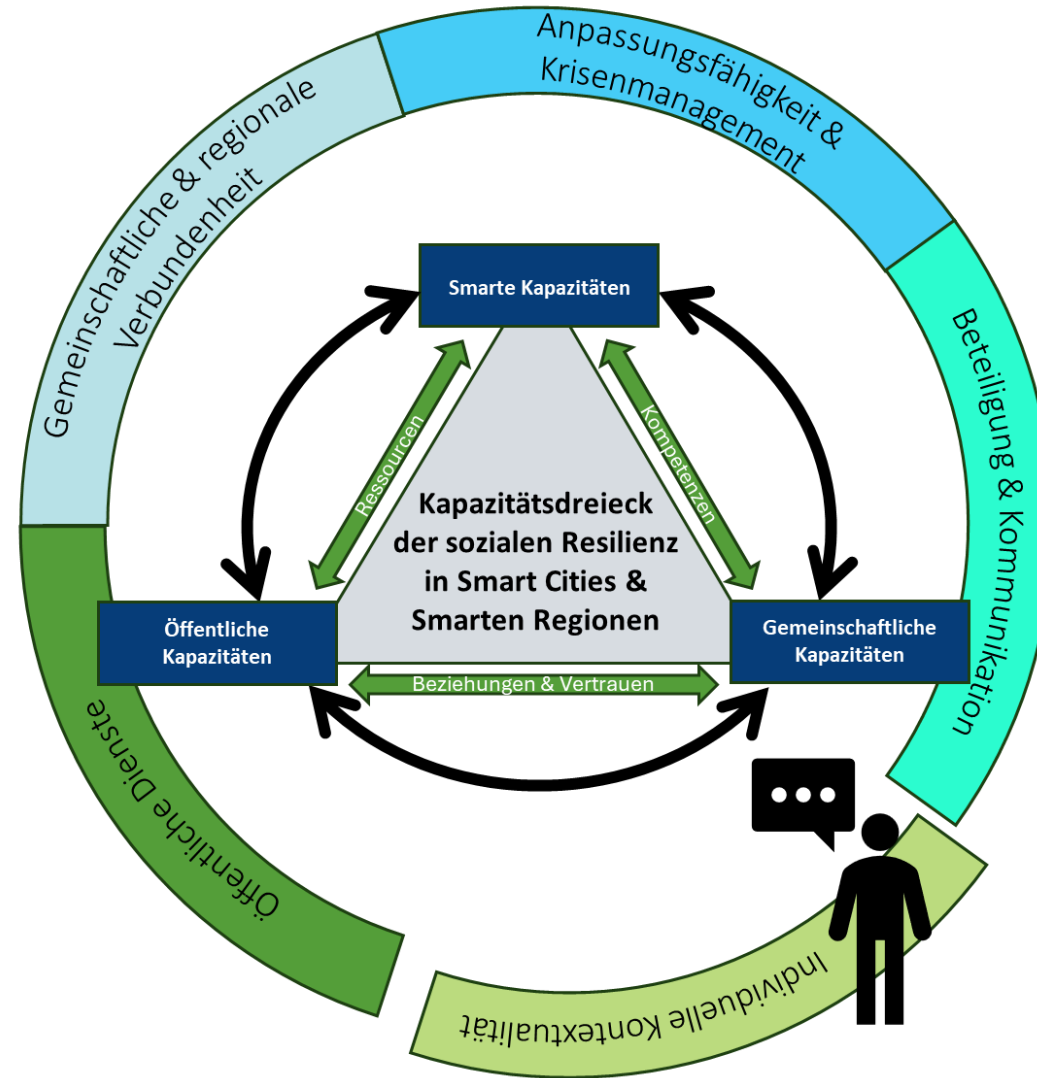 Anpassungsfähigkeit &
Krisenmanagement
Gemeinschaftliche & regionale
Verbundenheit
Beteiligung & Kommunikation
Smarte Kapazitäten
Ressourcen
Kompetenzen
Kapazitätsdreieck
der sozialen Resilienz
in Smart Cities &
Smarten Regionen
Öffentliche
Kapazitäten
Gemeinschaftliche
Kapazitäten
Beziehungen & Vertrauen
Öffentliche Dienste
Individuelle Kontextualität